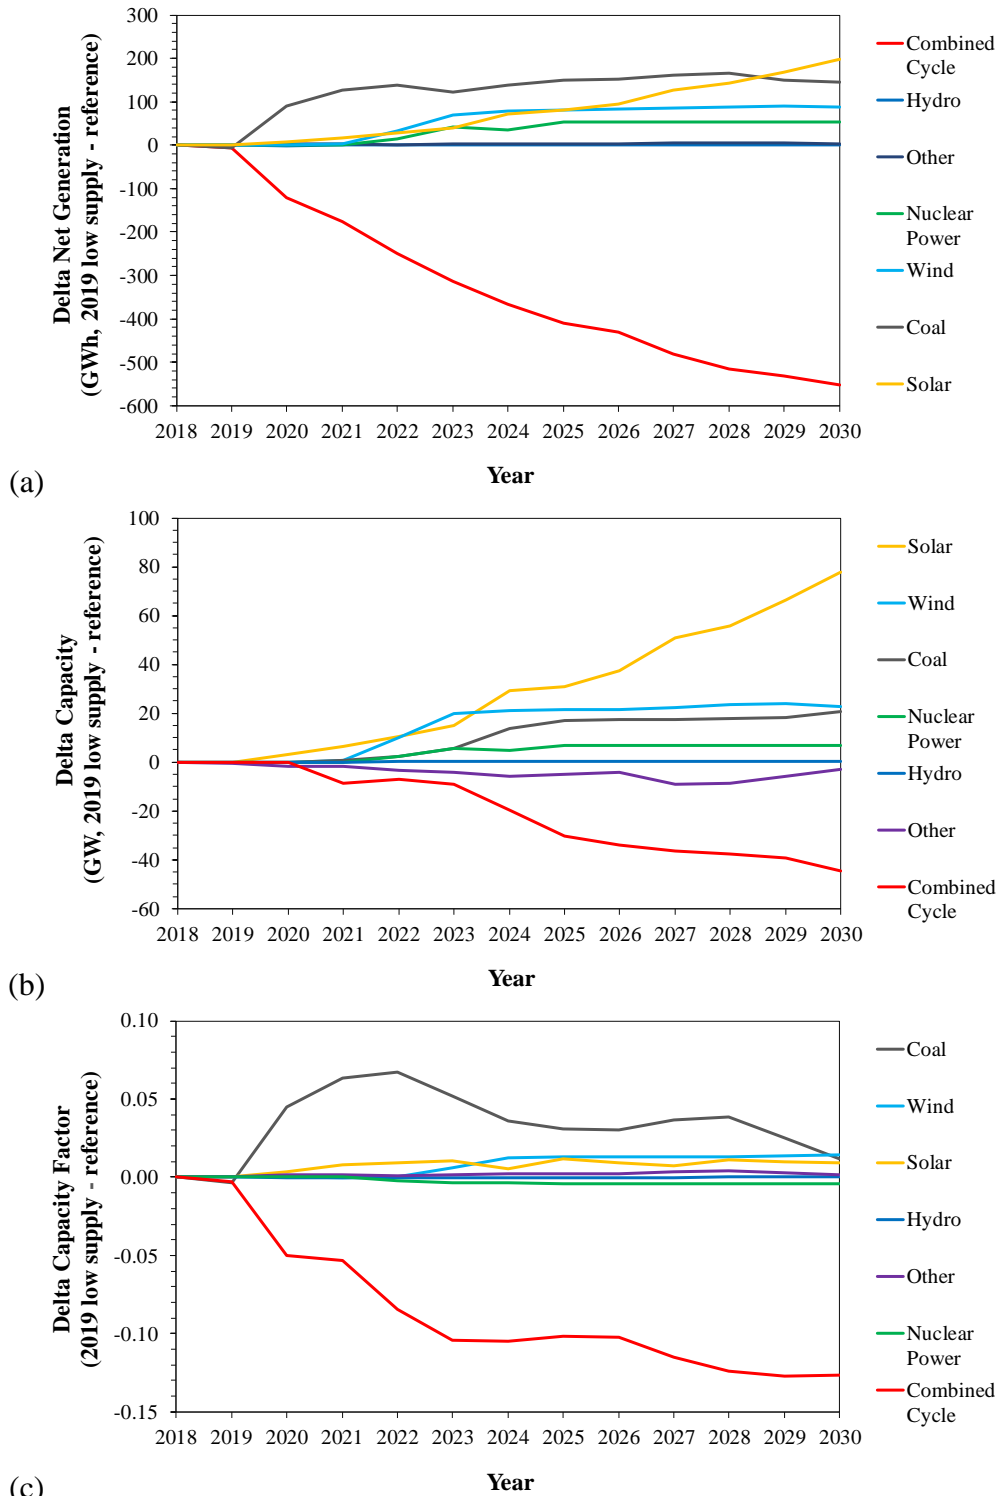 300
200
100
0
-100
-200
-300
-400
-500
-600
Delta Net Generation
(GWh, 2019 low supply - reference)
2018 2019 2020 2021 2022 2023 2024 2025 2026 2027 2028 2029 2030
Year
Combined
Cycle
Hydro
Other
Nuclear
Power
Wind
Coal
Solar
(a)
100
80
60
40
20
0
-20
-40
-60
Delta Capacity
(GW, 2019 low supply - reference)
2018 2019 2020 2021 2022 2023 2024 2025 2026 2027 2028 2029 2030
Year
Solar
Wind
Coal
Nuclear
Power
Hydro
Other
Combined
Cycle
(b)
0.10
0.05
0.00
-0.05
-0.10
-0.15
Delta Capacity Factor
(2019 low supply - reference)
2018 2019 2020 2021 2022 2023 2024 2025 2026 2027 2028 2029 2030
Year
Coal
Wind
Solar
Hydro
Other
Nuclear
Power
Combined
Cycle
(c)